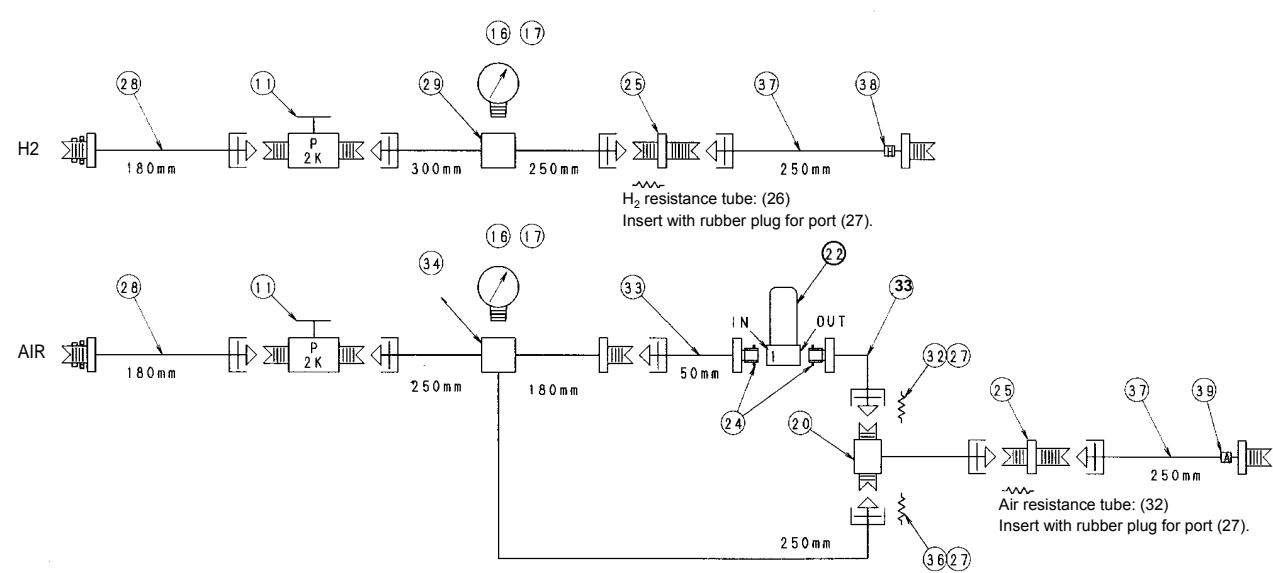 16 17
28 11 29 25 37 38
H2
P
2K
180mm 300mm 250mm 250mm
H2 resistance tube: (26)
Insert with rubber plug for port (27).
16 17
22
34
28 11 33 33
IN OUT
AIR
P
2K
1
180mm 250mm 180mm 50mm
32 27
24 20 25 37 39
A
250mm
Air resistance tube: (32)
Insert with rubber plug for port (27).
250mm
36 27